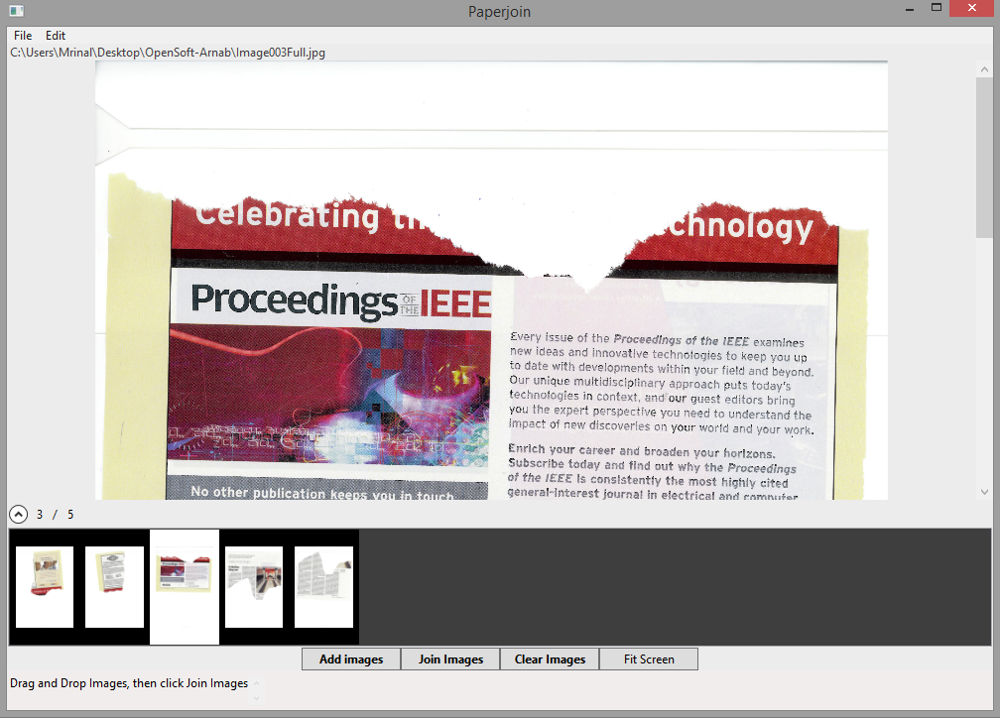 Paperjoin
File Edit
C:\Users\Mrinal\Desktop\OpenSoft-Arnab\Image003Full.jpg
Celebrating th chnology
Proceedings OF THE IEEE
Every issue of the Proceedings of the IEEE examines
new ideas and innovative technologies to keep you up
to date with developments within your field and beyond.
Our unique multidisciplinary approach puts today's
technologies in context, and our guest editors bring
you the expert perspective you need to understand the
impact of new discoveries on your world and your work.
Enrich your career and broaden your horizons.
Subscribe today and find out why the Proceedings
of the IEEE is consistently the most highly cited
general-interest journal in electrical and computer
No other publication keeps you in touch
3 / 5
Add images Join Images Clear Images Fit Screen
Drag and Drop Images, then click Join Images